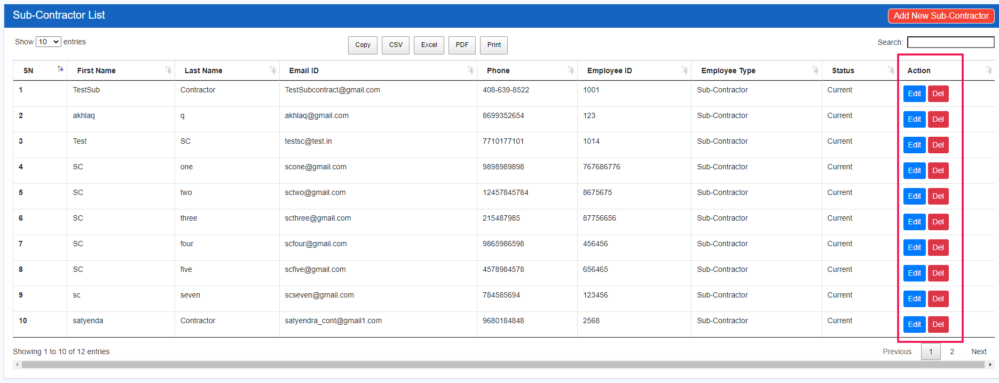 Sub-Contractor List Add New Sub-Contractor
Show 10 entries Copy CSV Excel PDF Print Search:
SN First Name Last Name Email ID Phone Employee ID Employee Type Status Action
1 TestSub Contractor TestSubcontract@gmail.com 408-639-8522 1001 Sub-Contractor Current Edit Del
2 akhlaq q akhlaq@gmail.com 8699352654 123 Sub-Contractor Current Edit Del
3 Test SC testsc@test.in 7710177101 1014 Sub-Contractor Current Edit Del
4 SC one scone@gmail.com 9898989898 767686776 Sub-Contractor Current Edit Del
5 SC two sctwo@gmail.com 12457845784 8675675 Sub-Contractor Current Edit Del
6 SC three scthree@gmail.com 215487985 87756656 Sub-Contractor Current Edit Del
7 SC four scfour@gmail.com 9865986598 456456 Sub-Contractor Current Edit Del
8 SC five scfive@gmail.com 4578984578 656465 Sub-Contractor Current Edit Del
9 sc seven scseven@gmail.com 784585694 123456 Sub-Contractor Current Edit Del
10 satyenda Contractor satyendra_cont@gmail1.com 9680184848 2568 Sub-Contractor Current Edit Del
Showing 1 to 10 of 12 entries Previous 1 2 Next